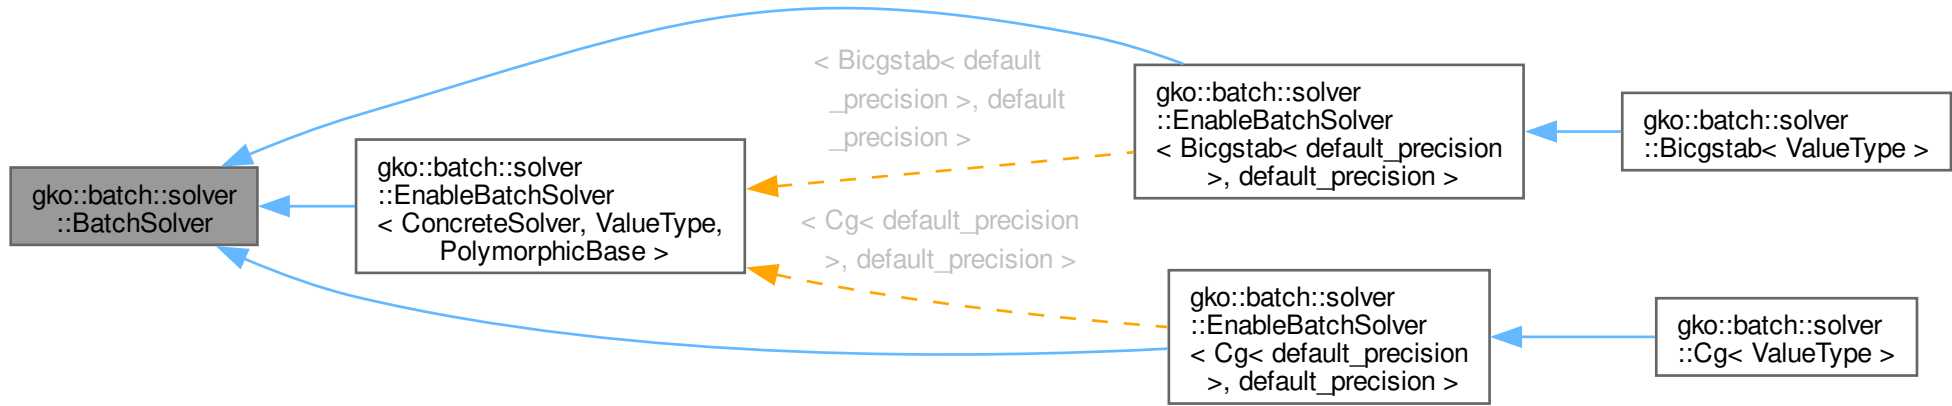 gko::batch::solver
::BatchSolver
gko::batch::solver
::EnableBatchSolver
< ConcreteSolver, ValueType,
PolymorphicBase >
< Bicgstab< default
_precision >, default
_precision >
< Cg< default_precision
>, default_precision >
gko::batch::solver
::EnableBatchSolver
< Bicgstab< default_precision
>, default_precision >
gko::batch::solver
::Bicgstab< ValueType >
gko::batch::solver
::EnableBatchSolver
< Cg< default_precision
>, default_precision >
gko::batch::solver
::Cg< ValueType >